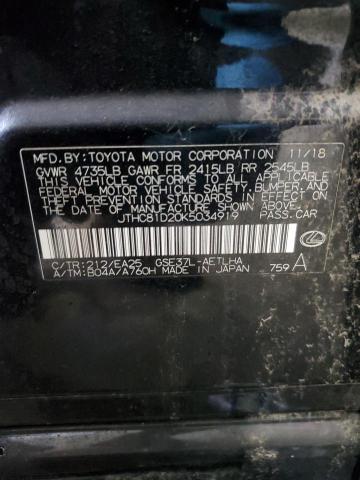 MFD.BY:TOYOTA MOTOR CORPORATION 11/18
GVWR 4735LB GAWR FR 2415LB RR 2545LB
THIS VEHICLE CONFORMS TO ALL APPLICABLE
FEDERAL MOTOR VEHICLE SAFETY, BUMPER, AND
THEFT PREVENTION STANDARDS IN EFFECT ON THE
DATE OF MANUFACTURE SHOWN ABOVE.
JTHC81D20K5034919 PASS.CAR
C/TR:212/EA25 GSE37L-AETLHA
A/TM:B04A/A760H MADE IN JAPAN 759 A